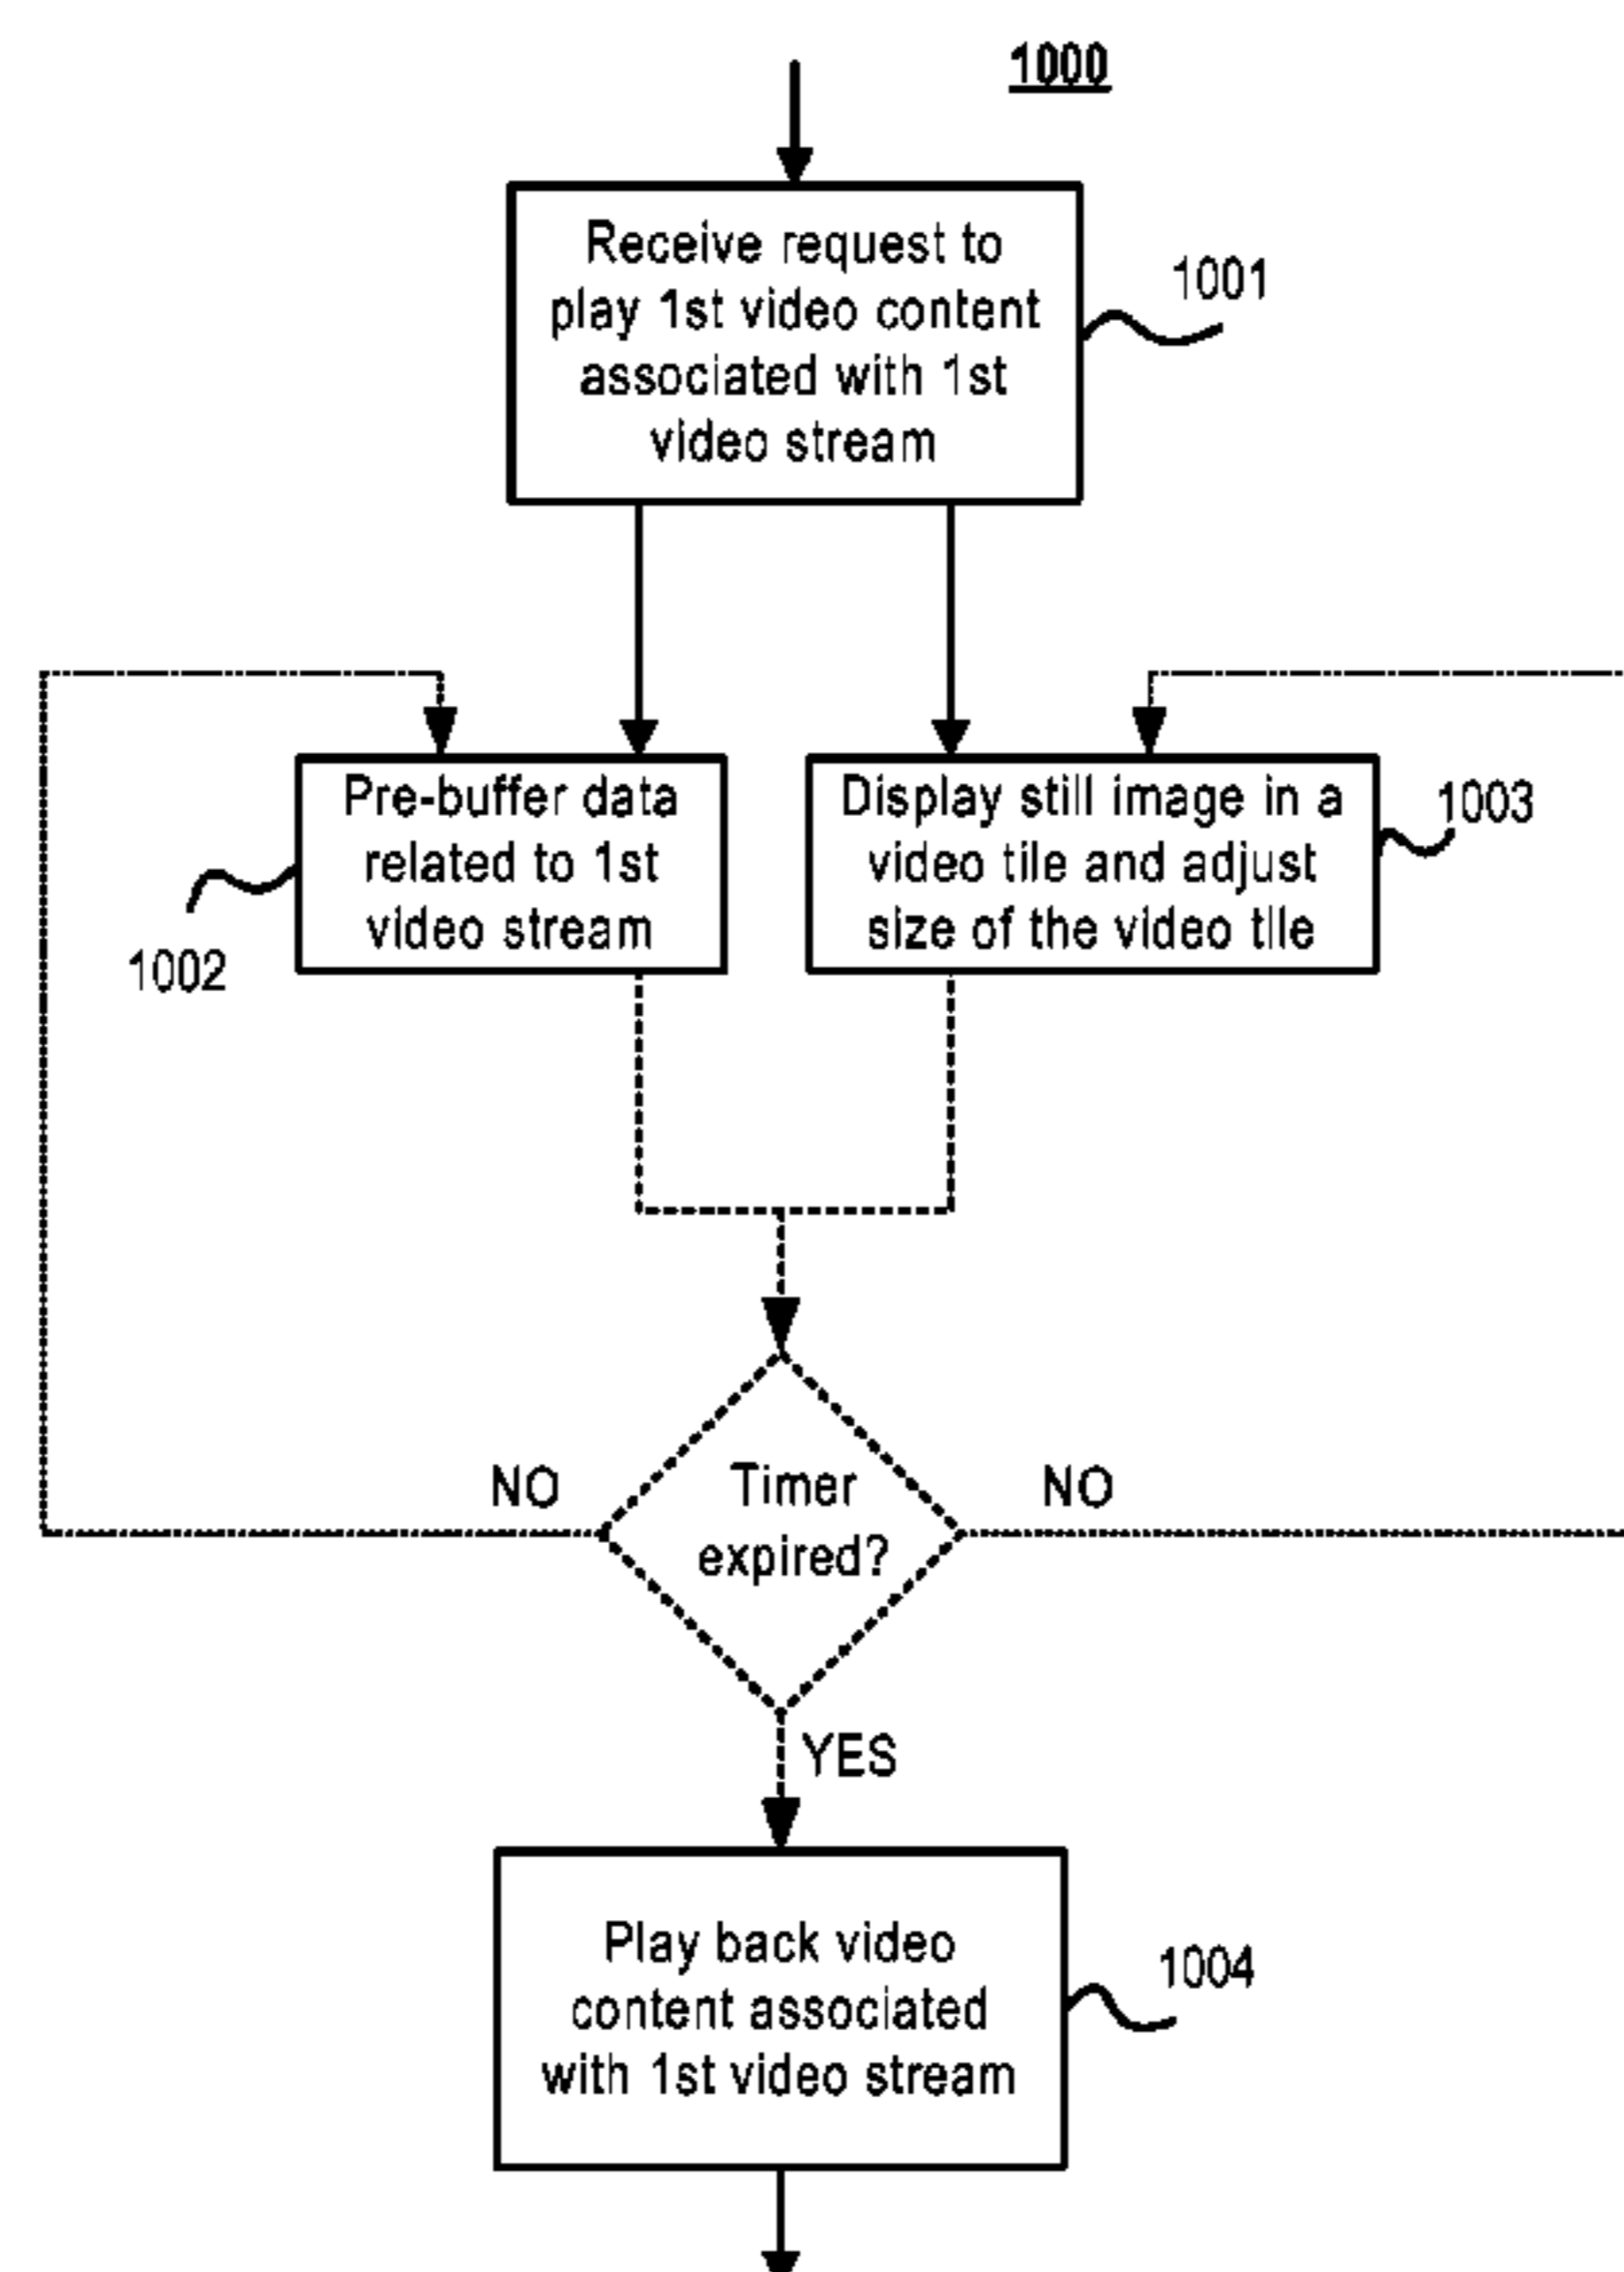 1000
Receive request to
play 1st video content
associated with 1st
video stream
1001
Pre-buffer data
related to 1st
video stream
1002
Display still image in a
video tile and adjust
size of the video tile
1003
NO
Timer
expired?
NO
YES
Play back video
content associated
with 1st video stream
1004